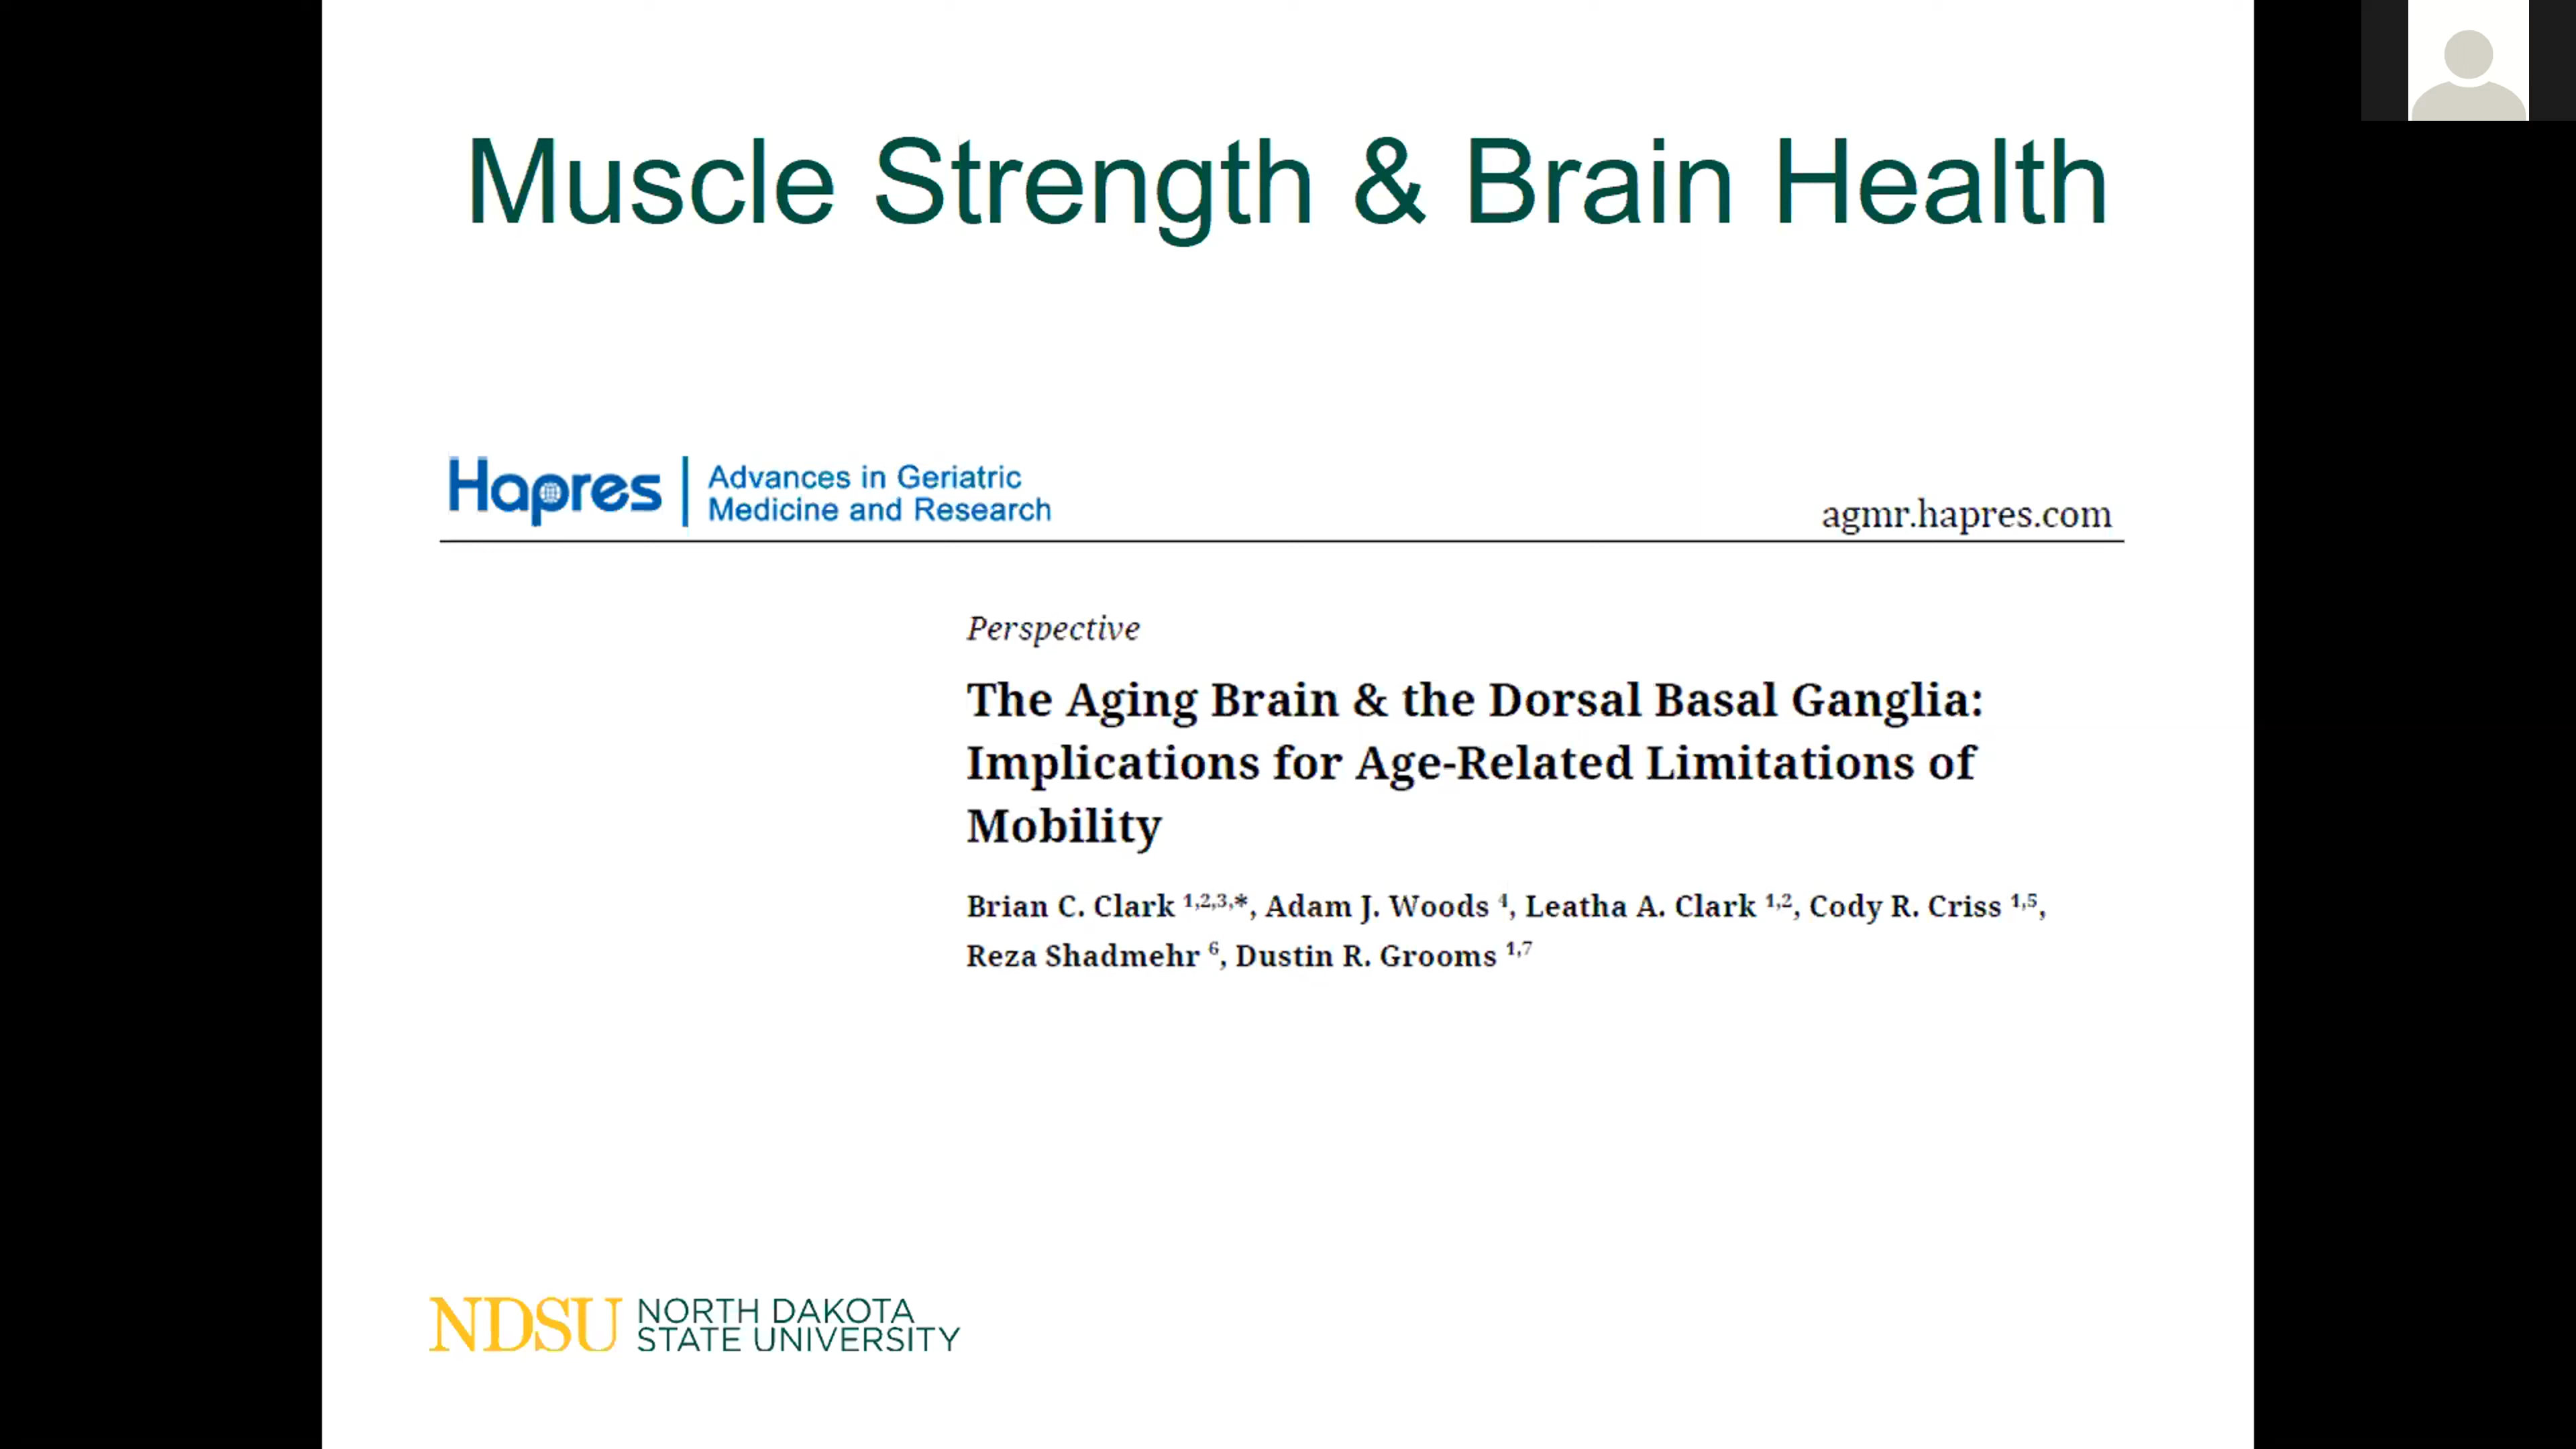 Muscle Strength & Brain Health
Hapres
Advances in Geriatric
Medicine and Research
agmr.hapres.com
Perspective
The Aging Brain & the Dorsal Basal Ganglia:
Implications for Age-Related Limitations of
Mobility
Brian C. Clark 1,2,3,*, Adam J. Woods 4, Leatha A. Clark 1,2, Cody R. Criss 1,5,
Reza Shadmehr 6, Dustin R. Grooms 1,7
NDSU
NORTH DAKOTA
STATE UNIVERSITY